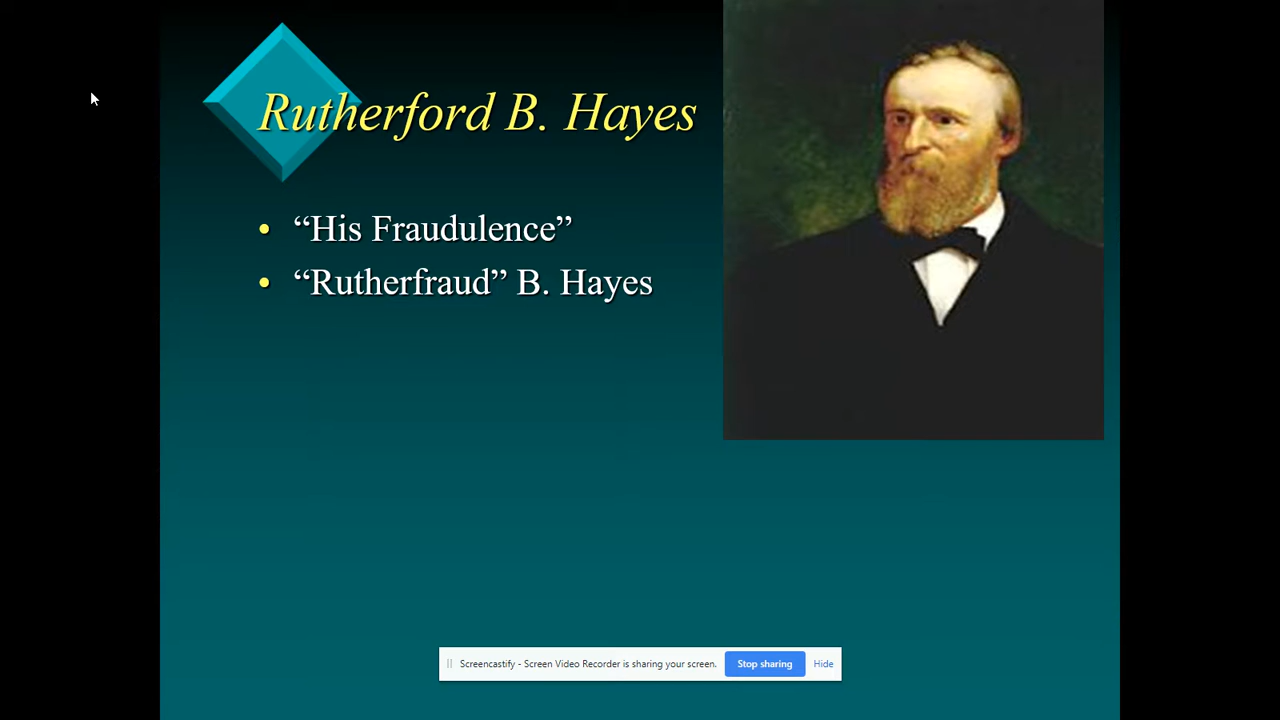 Rutherford B. Hayes
• “His Fraudulence”
• “Rutherfraud” B. Hayes
Screencastify - Screen Video Recorder is sharing your screen. Stop sharing Hide